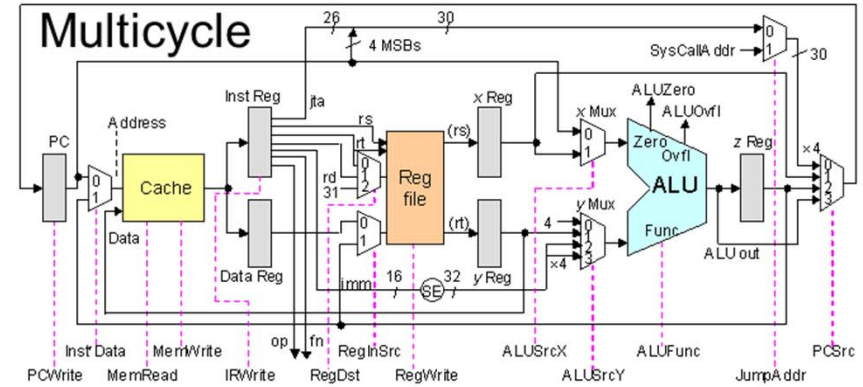 Multicycle
26
30
4 MSBs
SysCallAddr
0
1
30
Inst Reg
jta
x Reg
ALUZero
ALUOvfl
Address
rs
(rs)
x Mux
PC
rt
0
1
Zero
Ovfl
z Reg
×4
0
1
Cache
rd
31
0
1
2
Reg
file
ALU
0
1
2
3
Data
(rt)
y Mux
4
0
1
2
3
×4
Func
ALU out
0
1
Data Reg
imm
16
SE
32
y Reg
op
fn
Inst'Data
MemWrite
RegInSrc
ALUSrcX
ALUFunc
PCSrc
PCWrite
MemRead
IRWrite
RegDst
RegWrite
ALUSrcY
JumpAddr